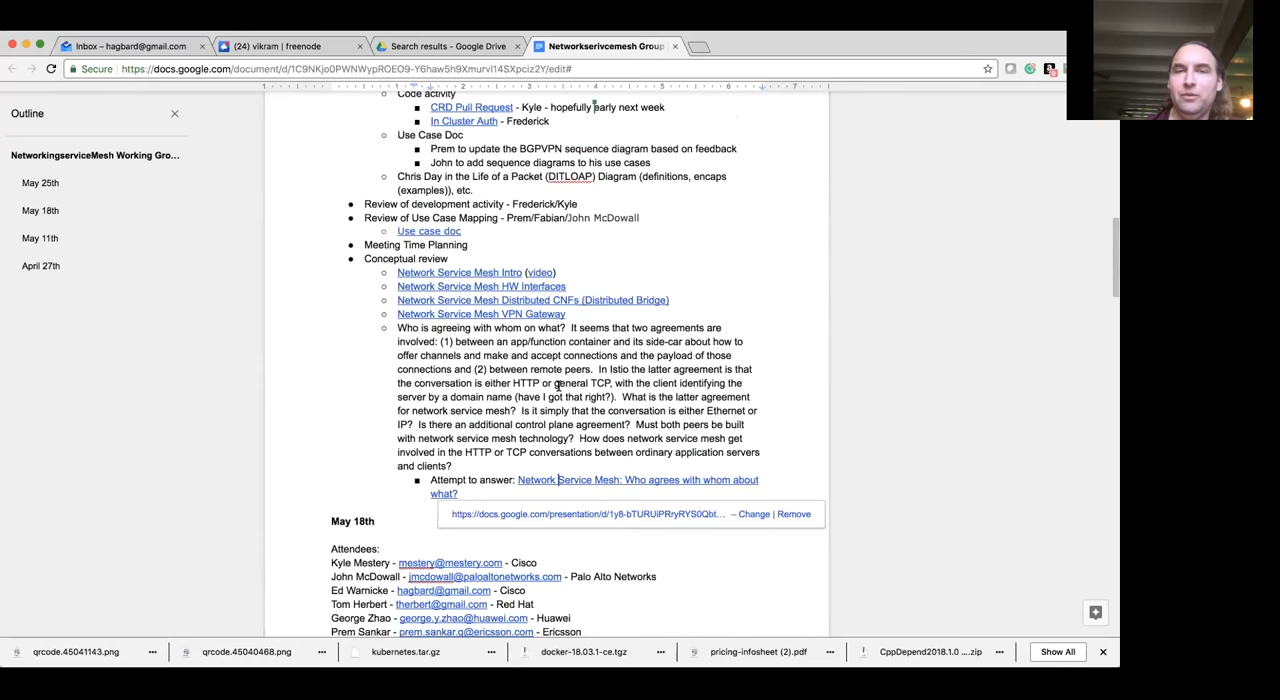 Inbox – hagbard@gmail.com
(24) vikram | freenode
Search results - Google Drive
Networkserivcemesh Group
Secure
https://docs.google.com/document/d/1C9NKjo0PWNWypROEO9-Y6haw5h9Xmurvl14SXpciz2Y/edit#
Outline
NetworkingserviceMesh Working Gro...
May 25th
May 18th
May 11th
April 27th
1 2 3 4 5 6 7
Code activity
CRD Pull Request - Kyle - hopefully early next week
In Cluster Auth - Frederick
Use Case Doc
Prem to update the BGPVPN sequence diagram based on feedback
John to add sequence diagrams to his use cases
Chris Day in the Life of a Packet (DITLOAP) Diagram (definitions, encaps
(examples)), etc.
Review of development activity - Frederick/Kyle
Review of Use Case Mapping - Prem/Fabian/John McDowall
Use case doc
Meeting Time Planning
Conceptual review
Network Service Mesh Intro (video)
Network Service Mesh HW Interfaces
Network Service Mesh Distributed CNFs (Distributed Bridge)
Network Service Mesh VPN Gateway
Who is agreeing with whom on what? It seems that two agreements are
involved: (1) between an app/function container and its side-car about how to
offer channels and make and accept connections and the payload of those
connections and (2) between remote peers. In Istio the latter agreement is that
the conversation is either HTTP or general TCP, with the client identifying the
server by a domain name (have I got that right?). What is the latter agreement
for network service mesh? Is it simply that the conversation is either Ethernet or
IP? Is there an additional control plane agreement? Must both peers be built
with network service mesh technology? How does network service mesh get
involved in the HTTP or TCP conversations between ordinary application servers
and clients?
Attempt to answer: Network Service Mesh: Who agrees with whom about
what?
https://docs.google.com/presentation/d/1y8-bTURUiPRryRYS0Qbt... – Change | Remove
May 18th
Attendees:
Kyle Mestery - mestery@mestery.com - Cisco
John McDowall - jmcdowall@paloaltonetworks.com - Palo Alto Networks
Ed Warnicke - hagbard@gmail.com - Cisco
Tom Herbert - therbert@gmail.com - Red Hat
George Zhao - george.y.zhao@huawei.com - Huawei
Prem Sankar - prem.sankar.g@ericsson.com - Ericsson
qrcode.45041143.png
qrcode.45040468.png
kubernetes.tar.gz
docker-18.03.1-ce.tgz
pricing-infosheet (2).pdf
CppDepend2018.1.0 ....zip
Show All